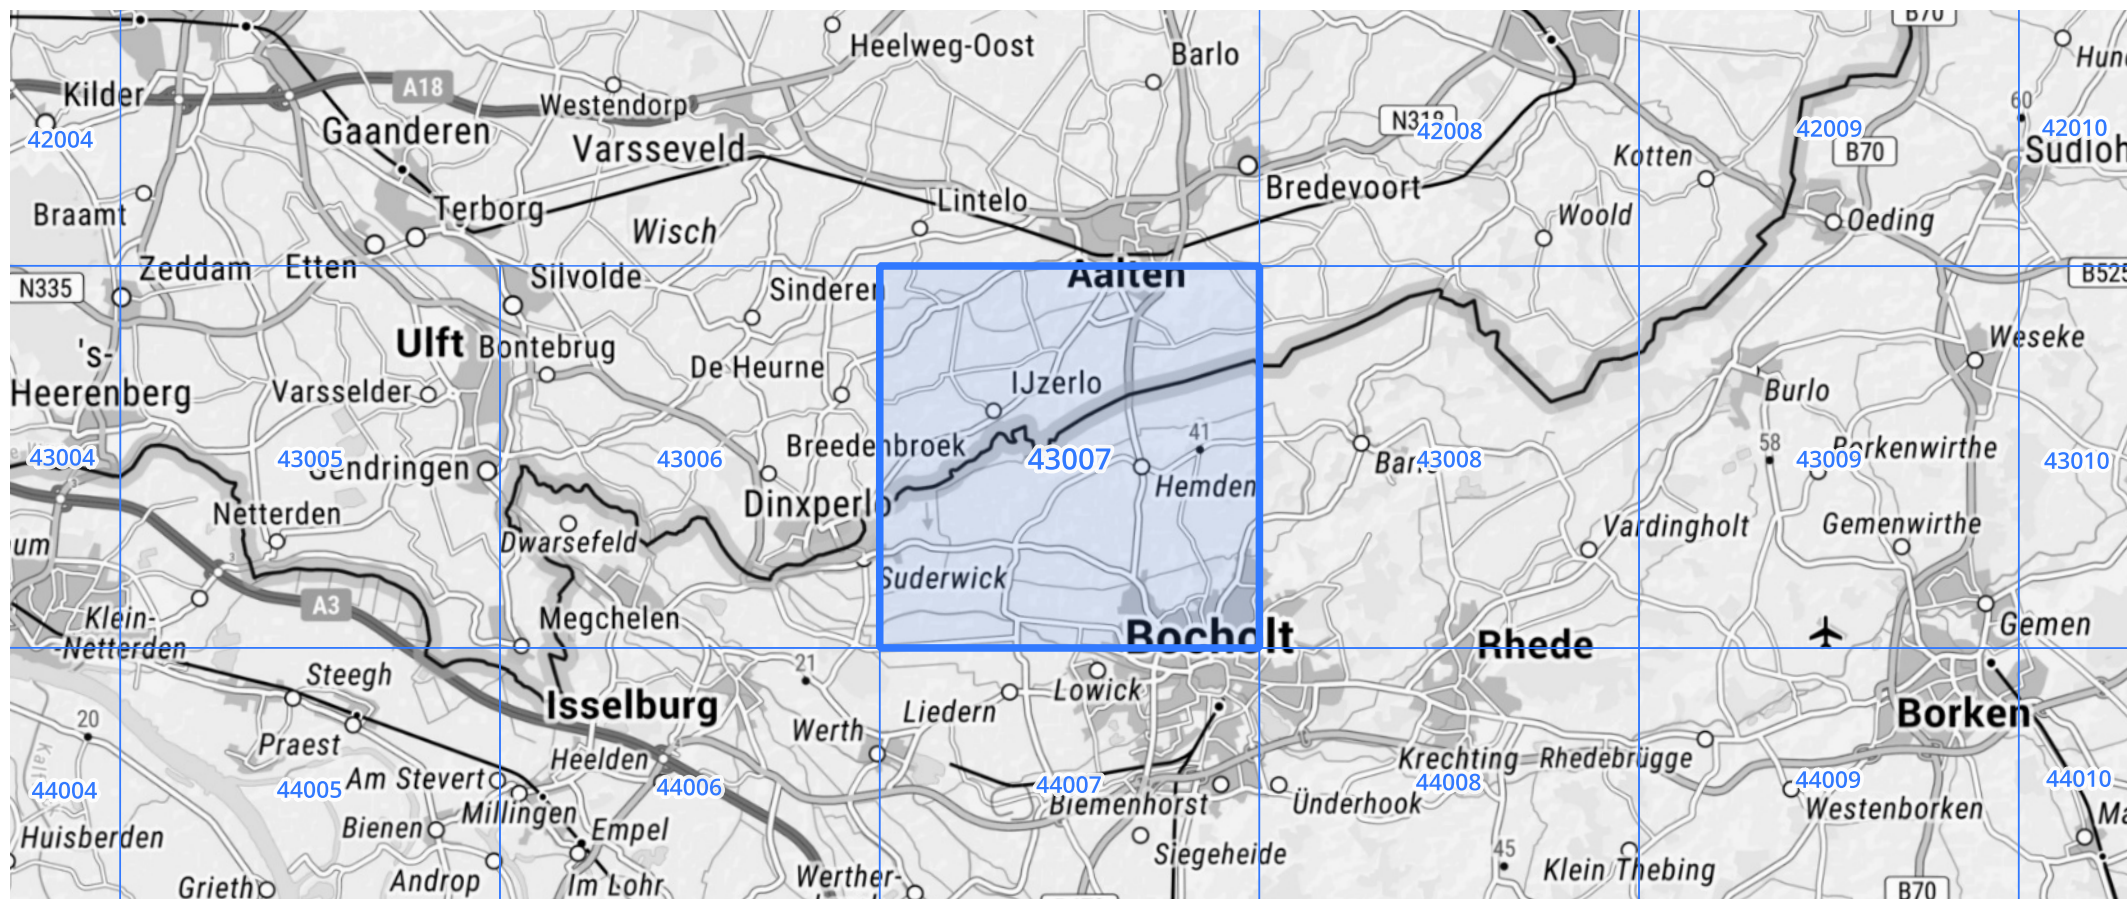 B70
Heelweg-Oost
Barlo
Kilder
A18
Westendorp
N318
42008
42009
60
42010
42004
Gaanderen
Varsseveld
Kotten
B70
Sudloh
Braamt
Terborg
Wisch
Lintelo
Bredevoort
Woold
Oeding
Zeddam
Etten
Silvolde
Sinderen
Aalten
N335
B525
's-
Heerenberg
Ulft
Bontebrug
De Heurne
IJzerlo
Weseke
Varsselder
Burlo
Breedenbroek
41
58
Borkenwirthe
43004
43005
Gendringen
43006
43007
43008
43009
43010
Hemden
Netterden
Dinxperlo
Vardingholt
Gemenwirthe
um
Dwarsefeld
Suderwick
Klein-
Netterden
A3
Megchelen
Bocholt
Rhede
Gemen
Steegh
21
Lowick
20
Isselburg
Liedern
Borken
Praest
Werth
Heelden
Krechting
Rhedebrügge
44004
44005
Am Stevert
44006
44007
44008
44009
44010
Millingen
Biemenhorst
Ünderhook
Westenborken
Huisberden
Bienen
Empel
Siegeheide
45
Klein Thebing
Grieth
Androp
Im Lohr
Werther-
B70